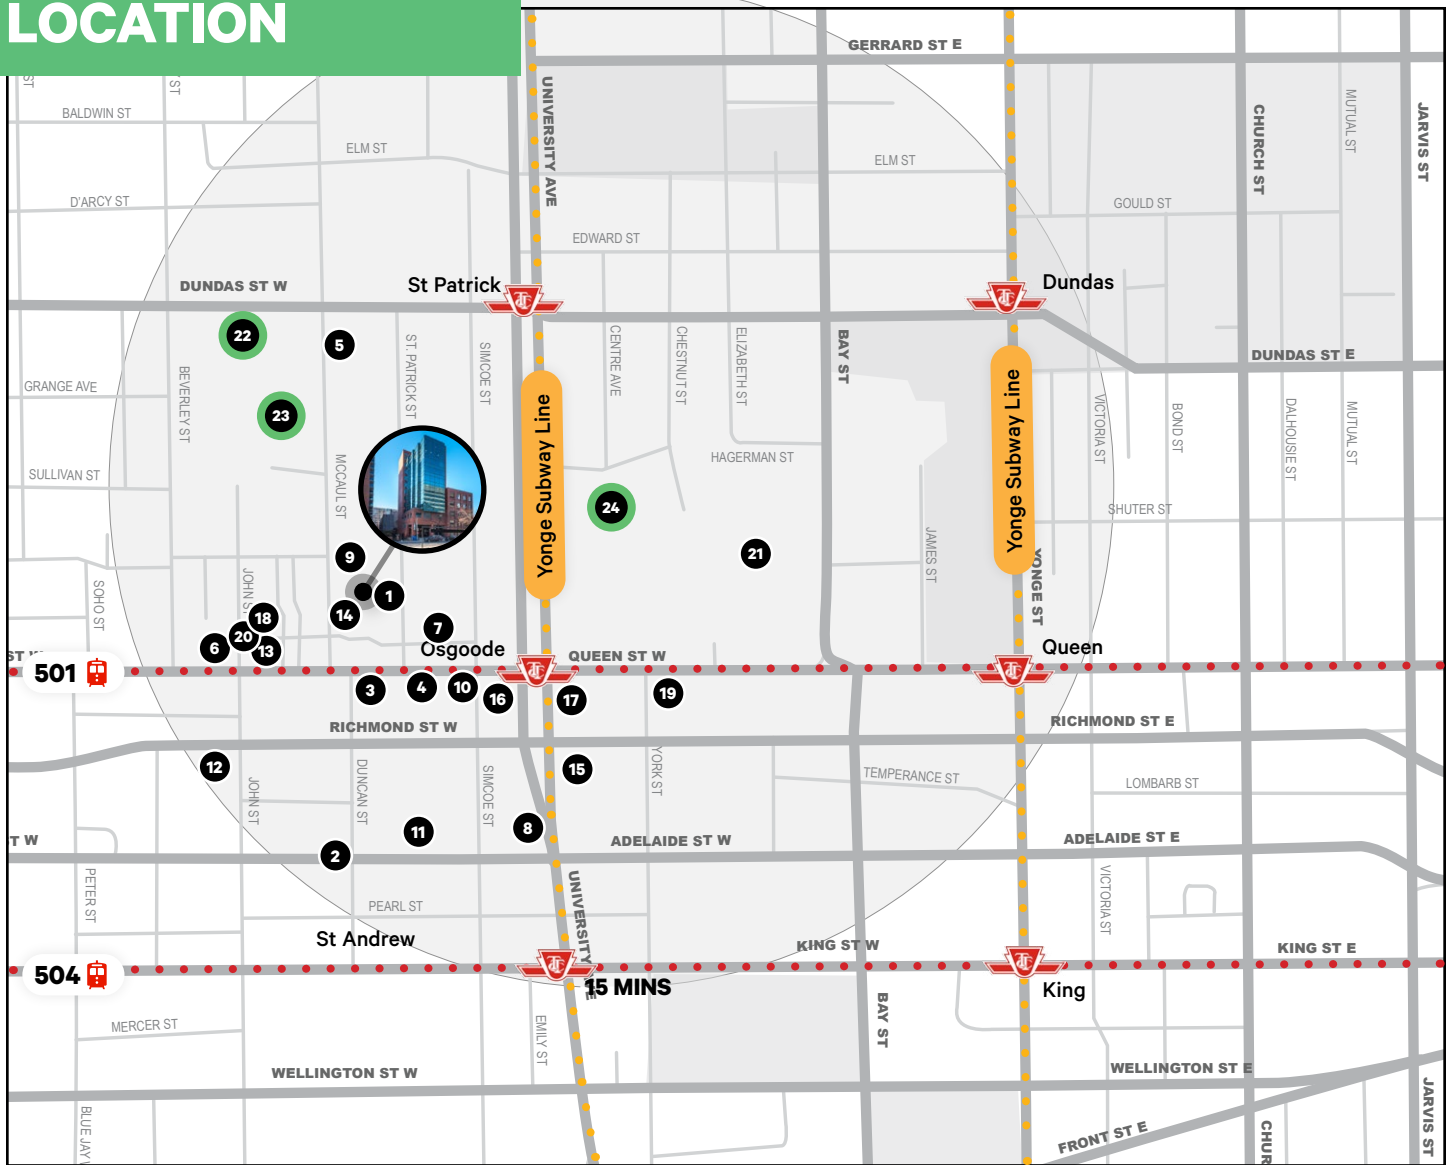 LOCATION
GERRARD ST E
ST
ST
BALDWIN ST
UNIVERSITY AVE
CHURCH ST
MUTUAL ST
JARVIS ST
ELM ST
ELM ST
D'ARCY ST
GOULD ST
EDWARD ST
DUNDAS ST W
St Patrick
Dundas
22
5
ST. PATRICK ST
SIMCOE ST
CENTRE AVE
CHESTNUT ST
ELIZABETH ST
BAY ST
DUNDAS ST E
GRANGE AVE
BEVERLEY ST
23
Yonge Subway Line
Yonge Subway Line
VICTORIA ST
BOND ST
DALHOUSIE ST
MUTUAL ST
SULLIVAN ST
MCCAUL ST
HAGERMAN ST
24
SHUTER ST
9
21
JAMES ST
YONGE ST
SOHO ST
JOHN S
1
14
18
20
6
13
7
Osgoode
QUEEN ST W
Queen
ST W
501
3
4
10
16
17
19
RICHMOND ST W
RICHMOND ST E
12
JOHN ST
DUNCAN ST
SIMCOE ST
15
YORK ST
TEMPERANCE ST
LOMBARB ST
11
8
2
T W
ADELAIDE ST W
ADELAIDE ST E
PETER ST
UNIVERSITY
VICTORIA ST
PEARL ST
St Andrew
KING ST W
KING ST E
504
15 MINS
King
MERCER ST
EMILY ST
BAY ST
WELLINGTON ST W
WELLINGTON ST E
BLUE JAY
FRONT ST E
CHUR
JARVIS ST